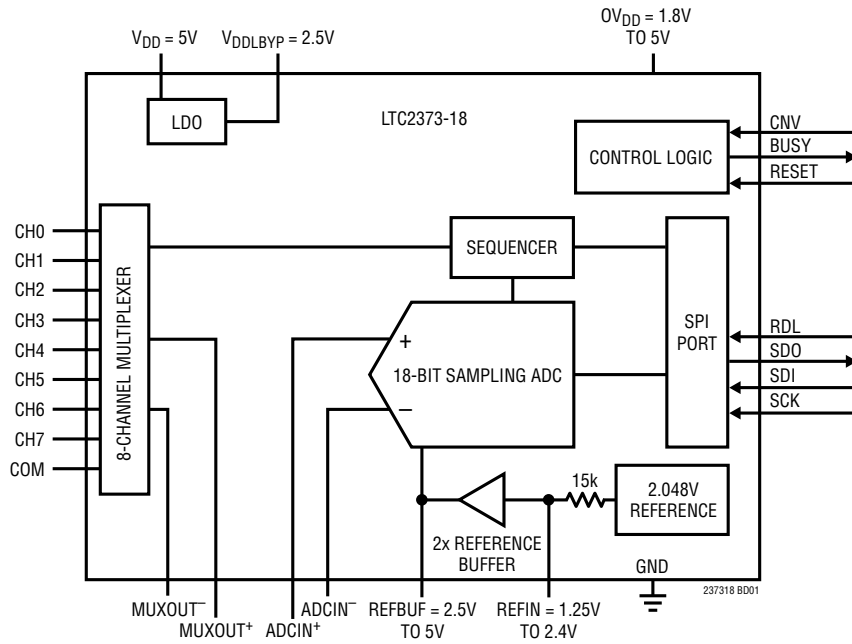 V_DD = 5V
V_DDLBYP = 2.5V
OV_DD = 1.8V
TO 5V
LDO
LTC2373-18
CONTROL LOGIC
CNV
BUSY
RESET
CH0
CH1
CH2
CH3
CH4
CH5
CH6
CH7
COM
8-CHANNEL MULTIPLEXER
SEQUENCER
+
18-BIT SAMPLING ADC
–
SPI
PORT
RDL
SDO
SDI
SCK
15k
2.048V
REFERENCE
2x REFERENCE
BUFFER
GND
237318 BD01
MUXOUT–
MUXOUT+
ADCIN+
ADCIN–
REFBUF = 2.5V
TO 5V
REFIN = 1.25V
TO 2.4V